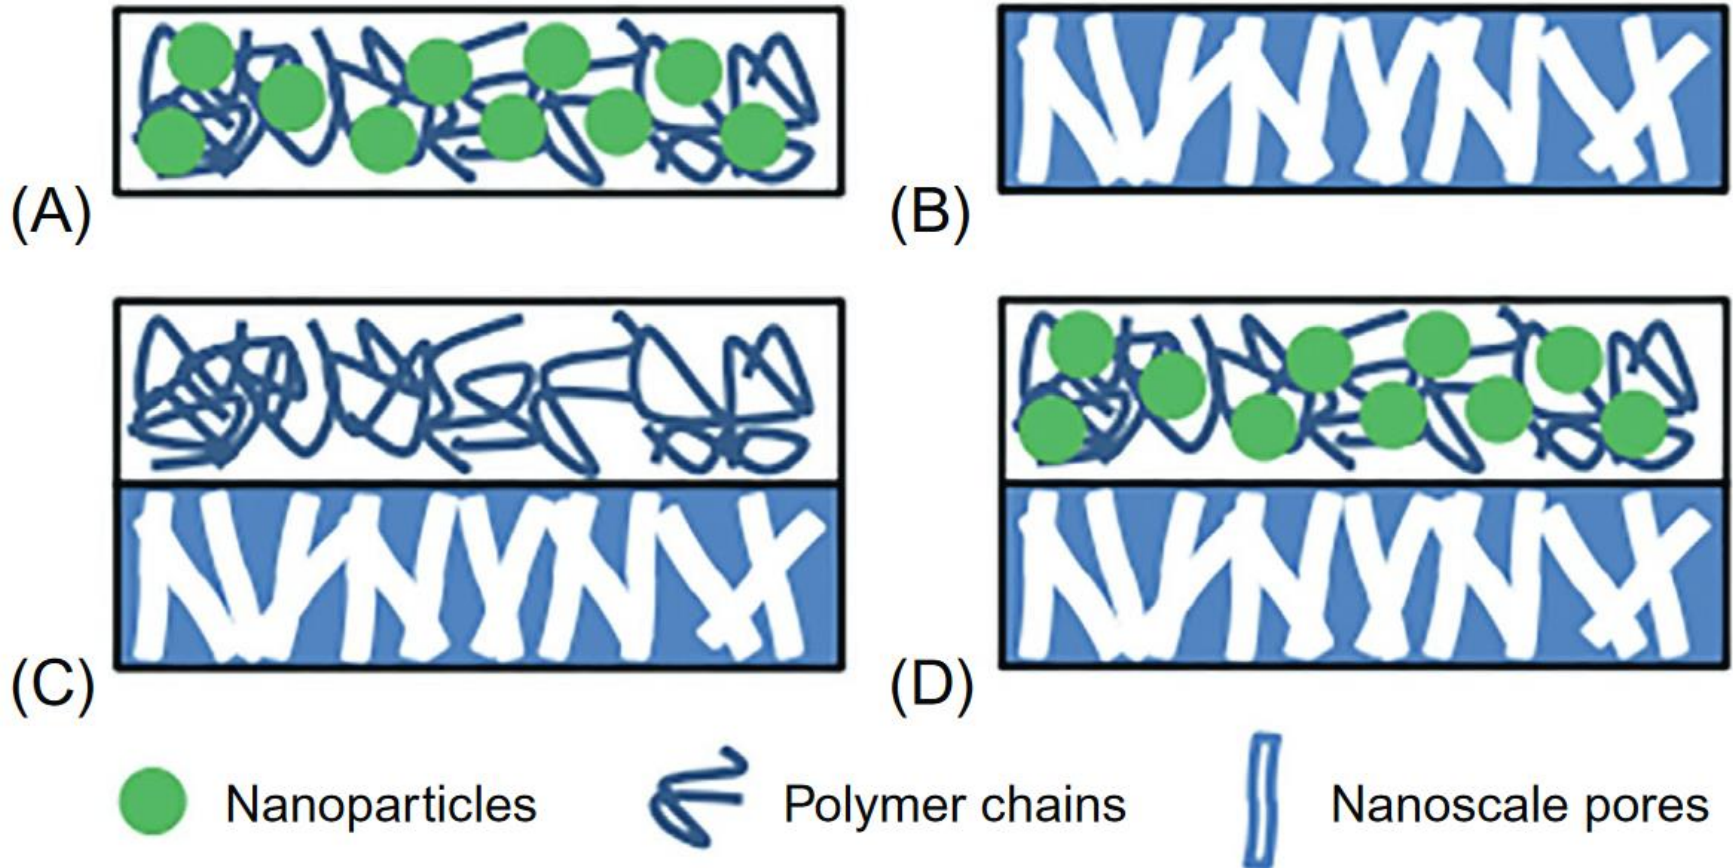 (A)
(B)
(C)
(D)
Nanoparticles
Polymer chains
Nanoscale pores